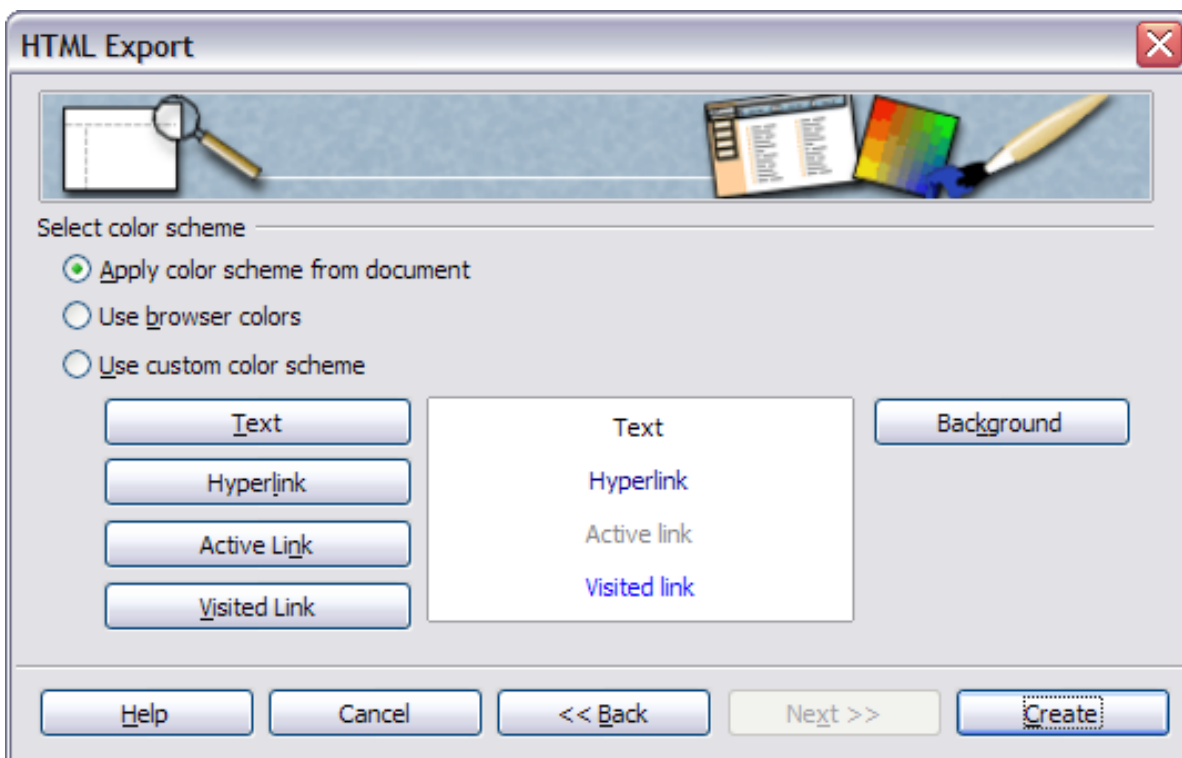 HTML Export
Select color scheme
Apply color scheme from document
Use browser colors
Use custom color scheme
Text
Text
Background
Hyperlink
Hyperlink
Active Link
Active link
Visited Link
Visited link
Help
Cancel
<< Back
Next >>
Create